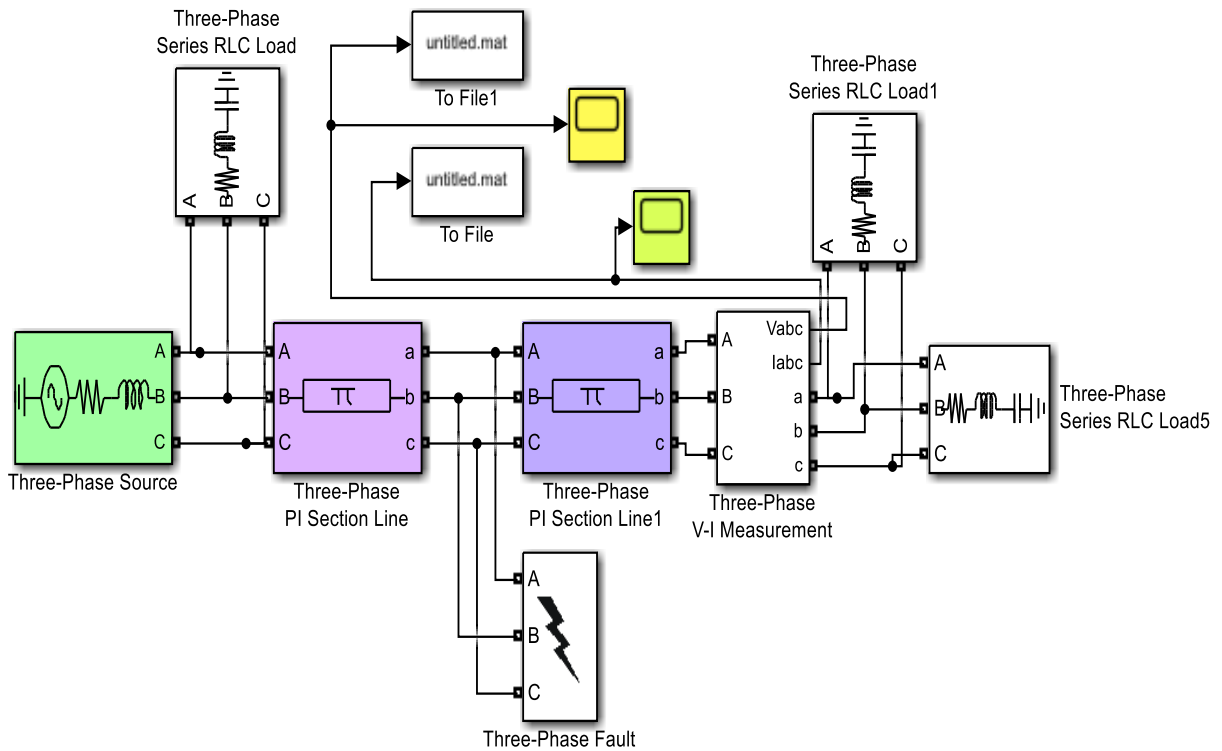 Three-Phase
Series RLC Load
A B C
untitled.mat
To File1
untitled.mat
To File
Three-Phase
Series RLC Load1
A B C
A
B
C
Three-Phase Source
A
B
C
π
a
b
c
Three-Phase
PI Section Line
A
B
C
π
a
b
c
Three-Phase
PI Section Line1
A
B
C
Vabc
Iabc
a
b
c
Three-Phase
V-I Measurement
A
B
C
Three-Phase
Series RLC Load5
A
B
C
Three-Phase Fault